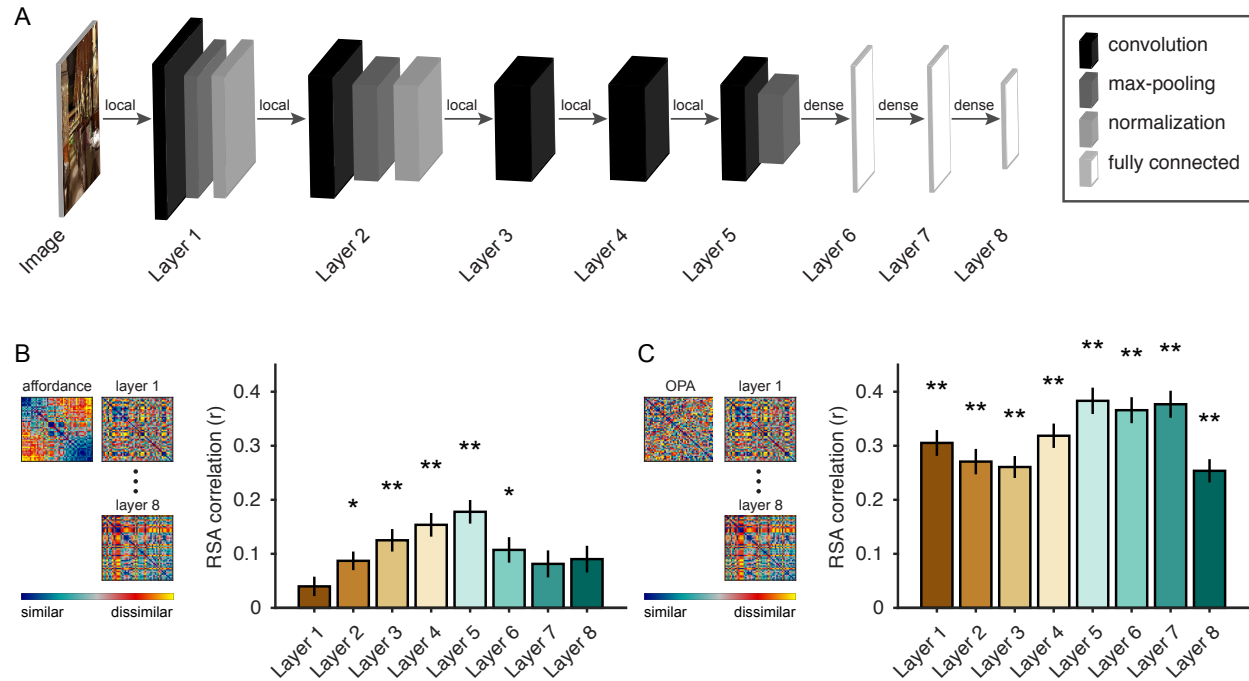 A
local
local
local
local
local
dense
dense
dense
convolution
max-pooling
normalization
fully connected
Image
Layer 1
Layer 2
Layer 3
Layer 4
Layer 5
Layer 6
Layer 7
Layer 8
B
affordance
layer 1
layer 8
similar
dissimilar
RSA correlation (r)
0.4
0.3
0.2
0.1
0
*
**
**
**
*
Layer 1
Layer 2
Layer 3
Layer 4
Layer 5
Layer 6
Layer 7
Layer 8
C
OPA
layer 1
layer 8
similar
dissimilar
RSA correlation (r)
0.4
0.3
0.2
0.1
0
**
**
**
**
**
**
**
**
Layer 1
Layer 2
Layer 3
Layer 4
Layer 5
Layer 6
Layer 7
Layer 8